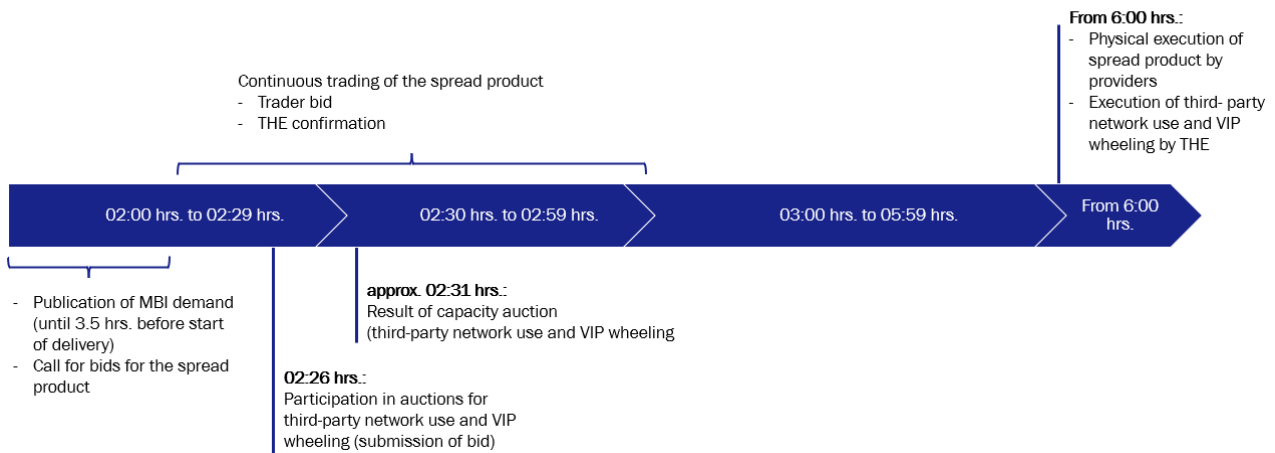 From 6:00 hrs.:
- Physical execution of
spread product by
providers
- Execution of third- party
network use and VIP
wheeling by THE
Continuous trading of the spread product
- Trader bid
- THE confirmation
02:00 hrs. to 02:29 hrs.
02:30 hrs. to 02:59 hrs.
03:00 hrs. to 05:59 hrs.
From 6:00
hrs.
- Publication of MBI demand
(until 3.5 hrs. before start
of delivery)
- Call for bids for the spread
product
approx. 02:31 hrs.:
Result of capacity auction
(third-party network use and VIP wheeling
02:26 hrs.:
Participation in auctions for
third-party network use and VIP
wheeling (submission of bid)